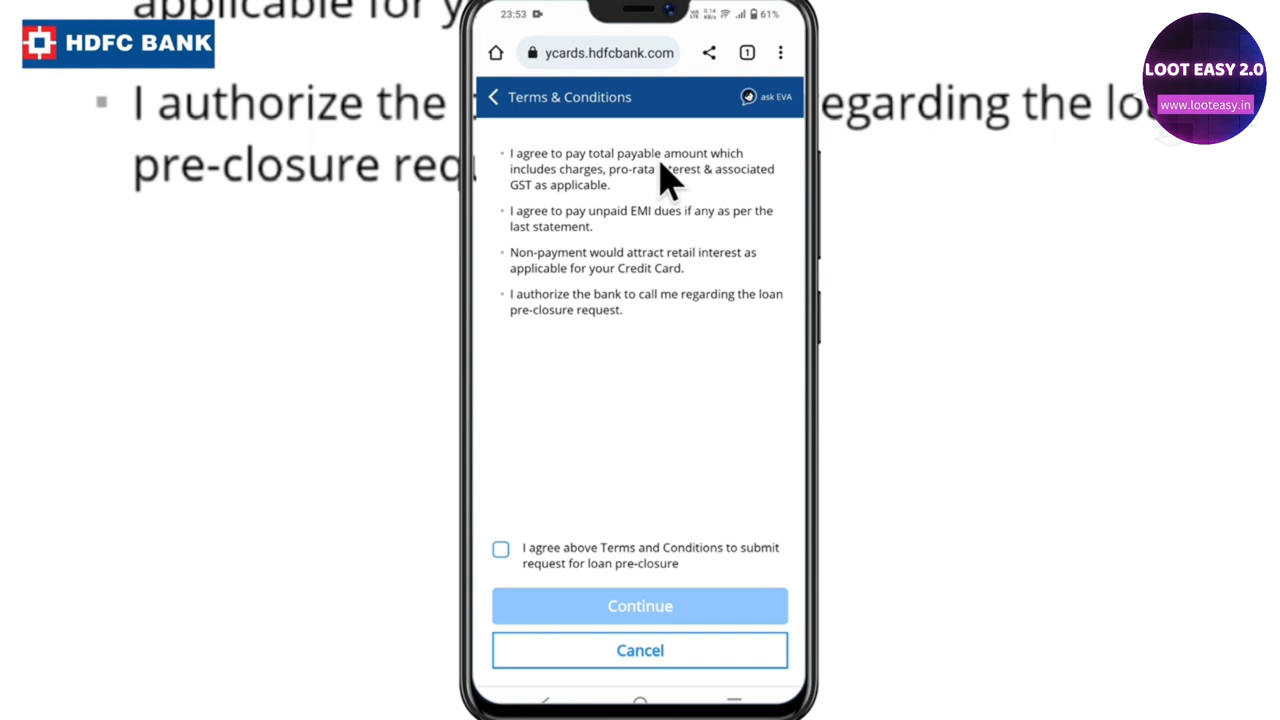 applicable for y
HDFC BANK
I authorize the
egarding the lo
pre-closure requ
LOOT EASY 2.0
www.looteasy.in
23:53
61%
ycards.hdfcbank.com
1
Terms & Conditions
ask EVA
I agree to pay total payable amount which
includes charges, pro-rata erest & associated
GST as applicable.
I agree to pay unpaid EMI dues if any as per the
last statement.
Non-payment would attract retail interest as
applicable for your Credit Card.
I authorize the bank to call me regarding the loan
pre-closure request.
I agree above Terms and Conditions to submit
request for loan pre-closure
Continue
Cancel